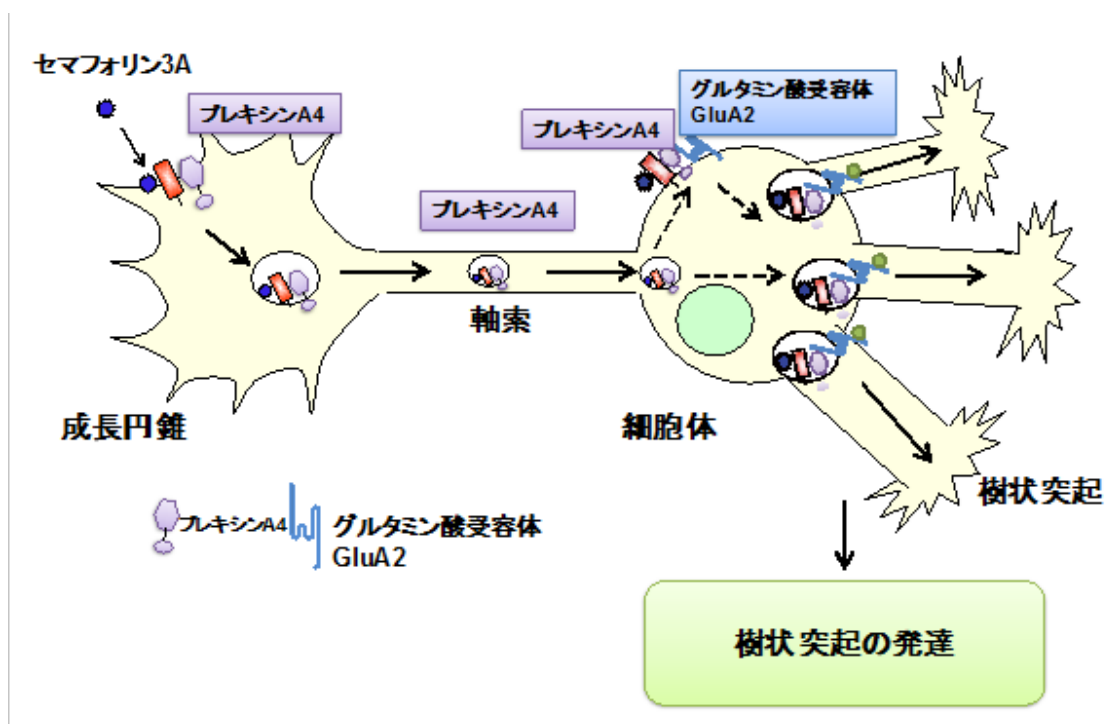 セマフォリン3A
プレキシンA4
グルタミン酸受容体
GluA2
プレキシンA4
プレキシンA4
軸索
成長円錐
細胞体
樹状突起
プレキシンA4
グルタミン酸受容体
GluA2
樹状突起の発達